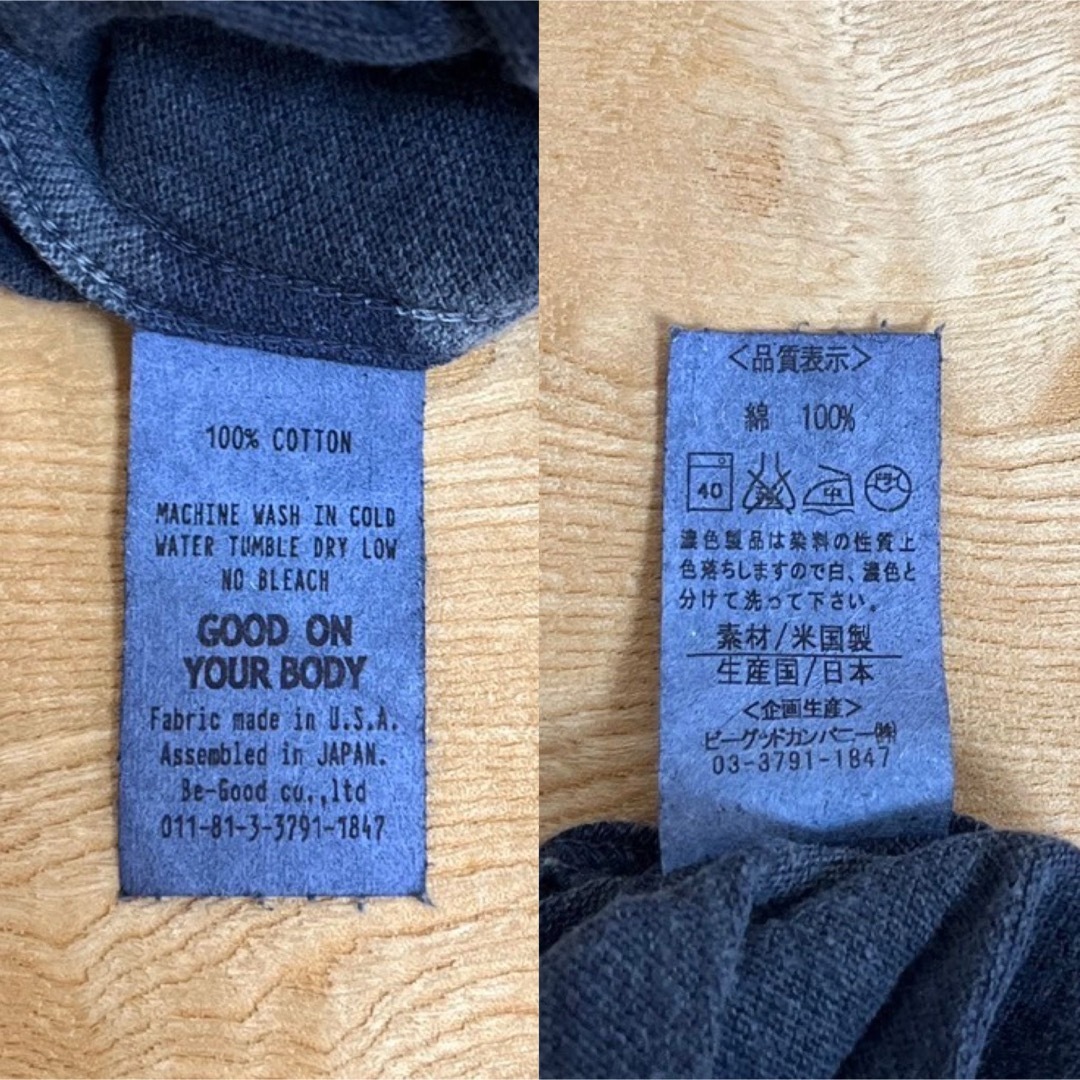 100% COTTON
MACHINE WASH IN COLD
WATER TUMBLE DRY LOW
NO BLEACH
GOOD ON
YOUR BODY
Fabric made in U.S.A.
Assembled in JAPAN.
Be-Good co.,ltd
011-81-3-3791-1847
<品質表示>
綿 100%
40 中 ドライ
濃色製品は染料の性質上
色落ちしますので白、濃色と
分けて洗って下さい。
素材/米国製
生産国/日本
<企画生産>
ビーグッドカンパニー㈱
03-3791-1847